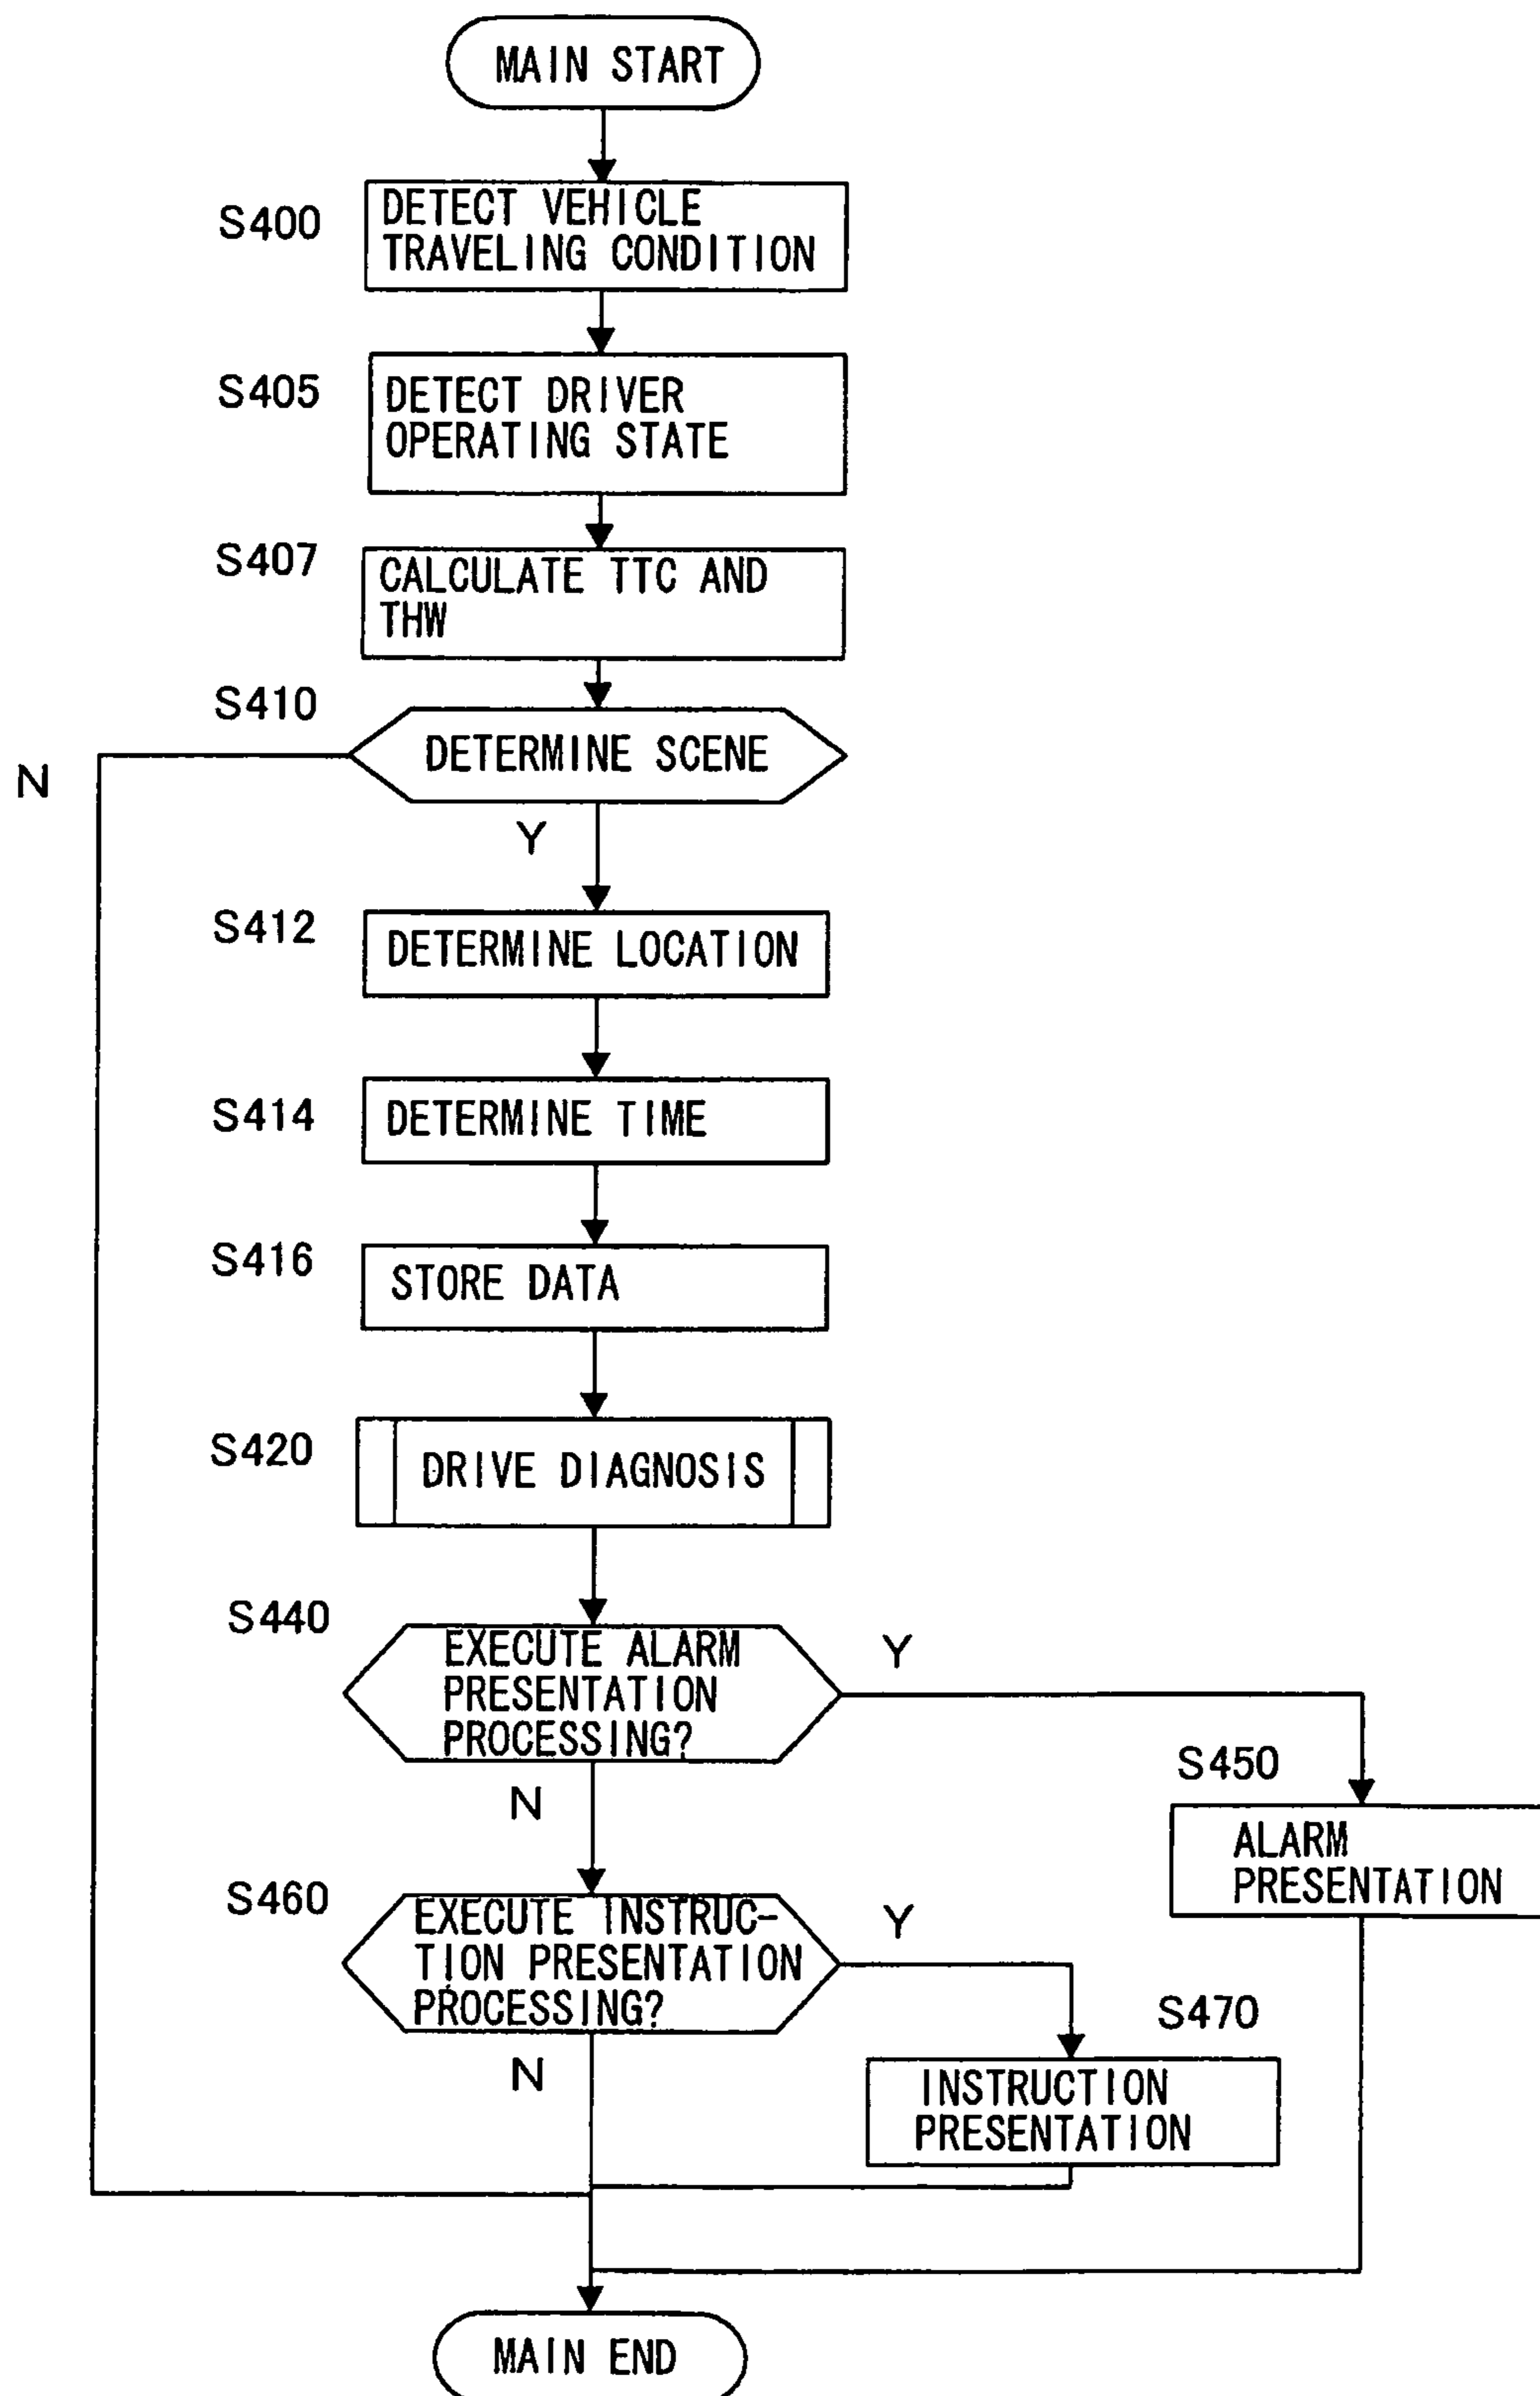 MAIN START
S400
DETECT VEHICLE
TRAVELING CONDITION
S405
DETECT DRIVER
OPERATING STATE
S407
CALCULATE TTC AND
THW
S410
DETERMINE SCENE
N
Y
S412
DETERMINE LOCATION
S414
DETERMINE TIME
S416
STORE DATA
S420
DRIVE DIAGNOSIS
S440
EXECUTE ALARM
PRESENTATION
PROCESSING?
Y
N
S450
ALARM
PRESENTATION
S460
EXECUTE INSTRUC-
TION PRESENTATION
PROCESSING?
Y
N
S470
INSTRUCTION
PRESENTATION
MAIN END